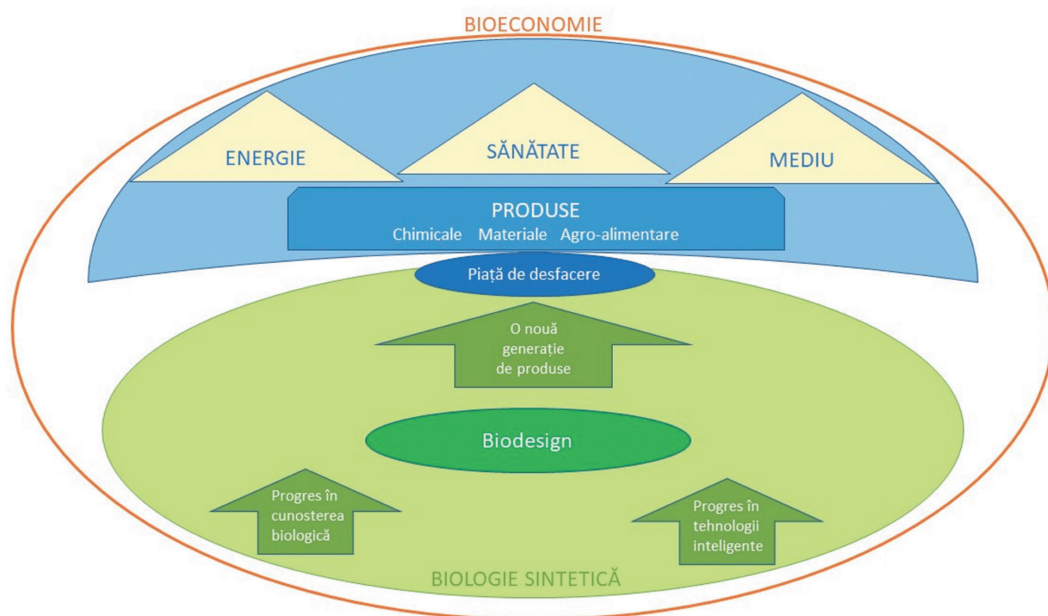 BIOECONOMIE
ENERGIE
SĂNĂTATE
MEDIU
PRODUSE
Chimicale Materiale Agro-alimentare
Piață de desfacere
O nouă
generație
de produse
Biodesign
Progres în
cunosterea
biologică
Progres în
tehnologii
inteligente
BIOLOGIE SINTETICĂ